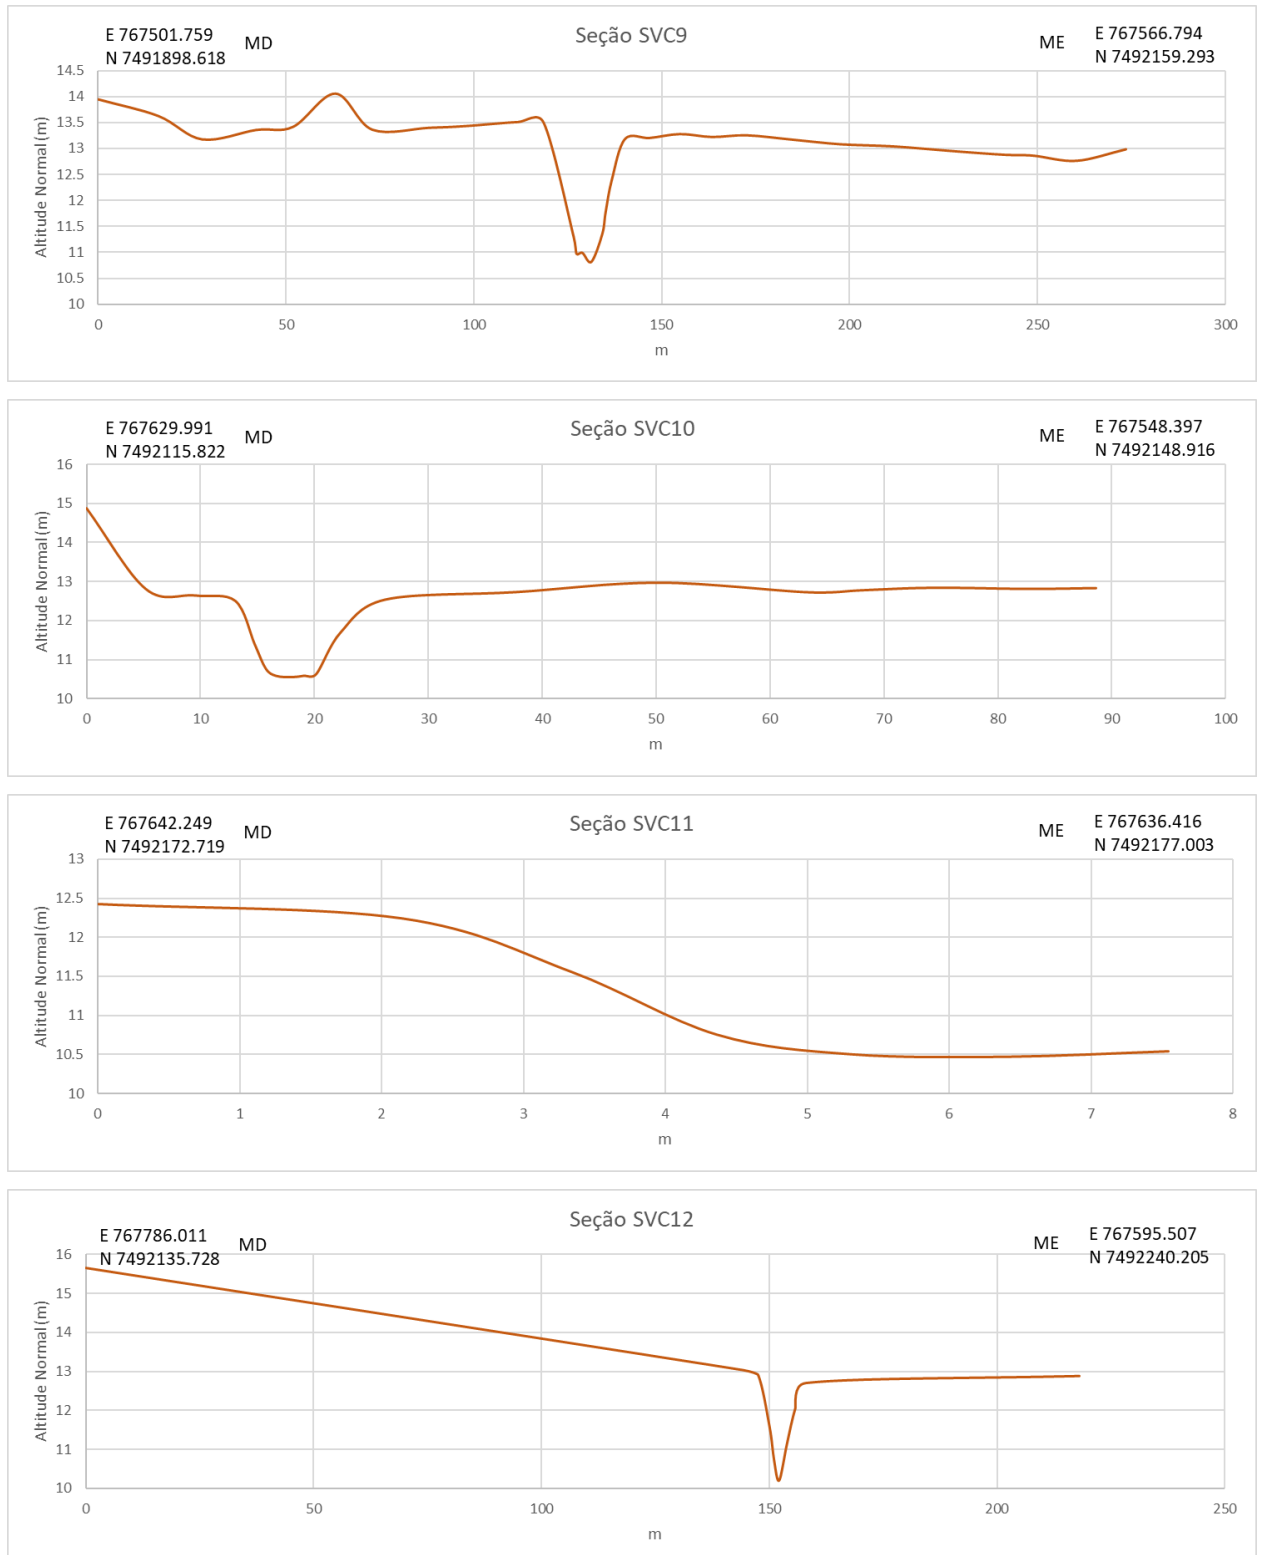 E 767501.759
N 7491898.618
MD
Seção SVC9
ME
E 767566.794
N 7492159.293
Altitude Normal (m)
14.5
14
13.5
13
12.5
12
11.5
11
10.5
10
0 50 100 150 200 250 300
m
E 767629.991
N 7492115.822
MD
Seção SVC10
ME
E 767548.397
N 7492148.916
Altitude Normal (m)
16
15
14
13
12
11
10
0 10 20 30 40 50 60 70 80 90 100
m
E 767642.249
N 7492172.719
MD
Seção SVC11
ME
E 767636.416
N 7492177.003
Altitude Normal (m)
13
12.5
12
11.5
11
10.5
10
0 1 2 3 4 5 6 7 8
m
E 767786.011
N 7492135.728
MD
Seção SVC12
ME
E 767595.507
N 7492240.205
Altitude Normal (m)
16
15
14
13
12
11
10
0 50 100 150 200 250
m